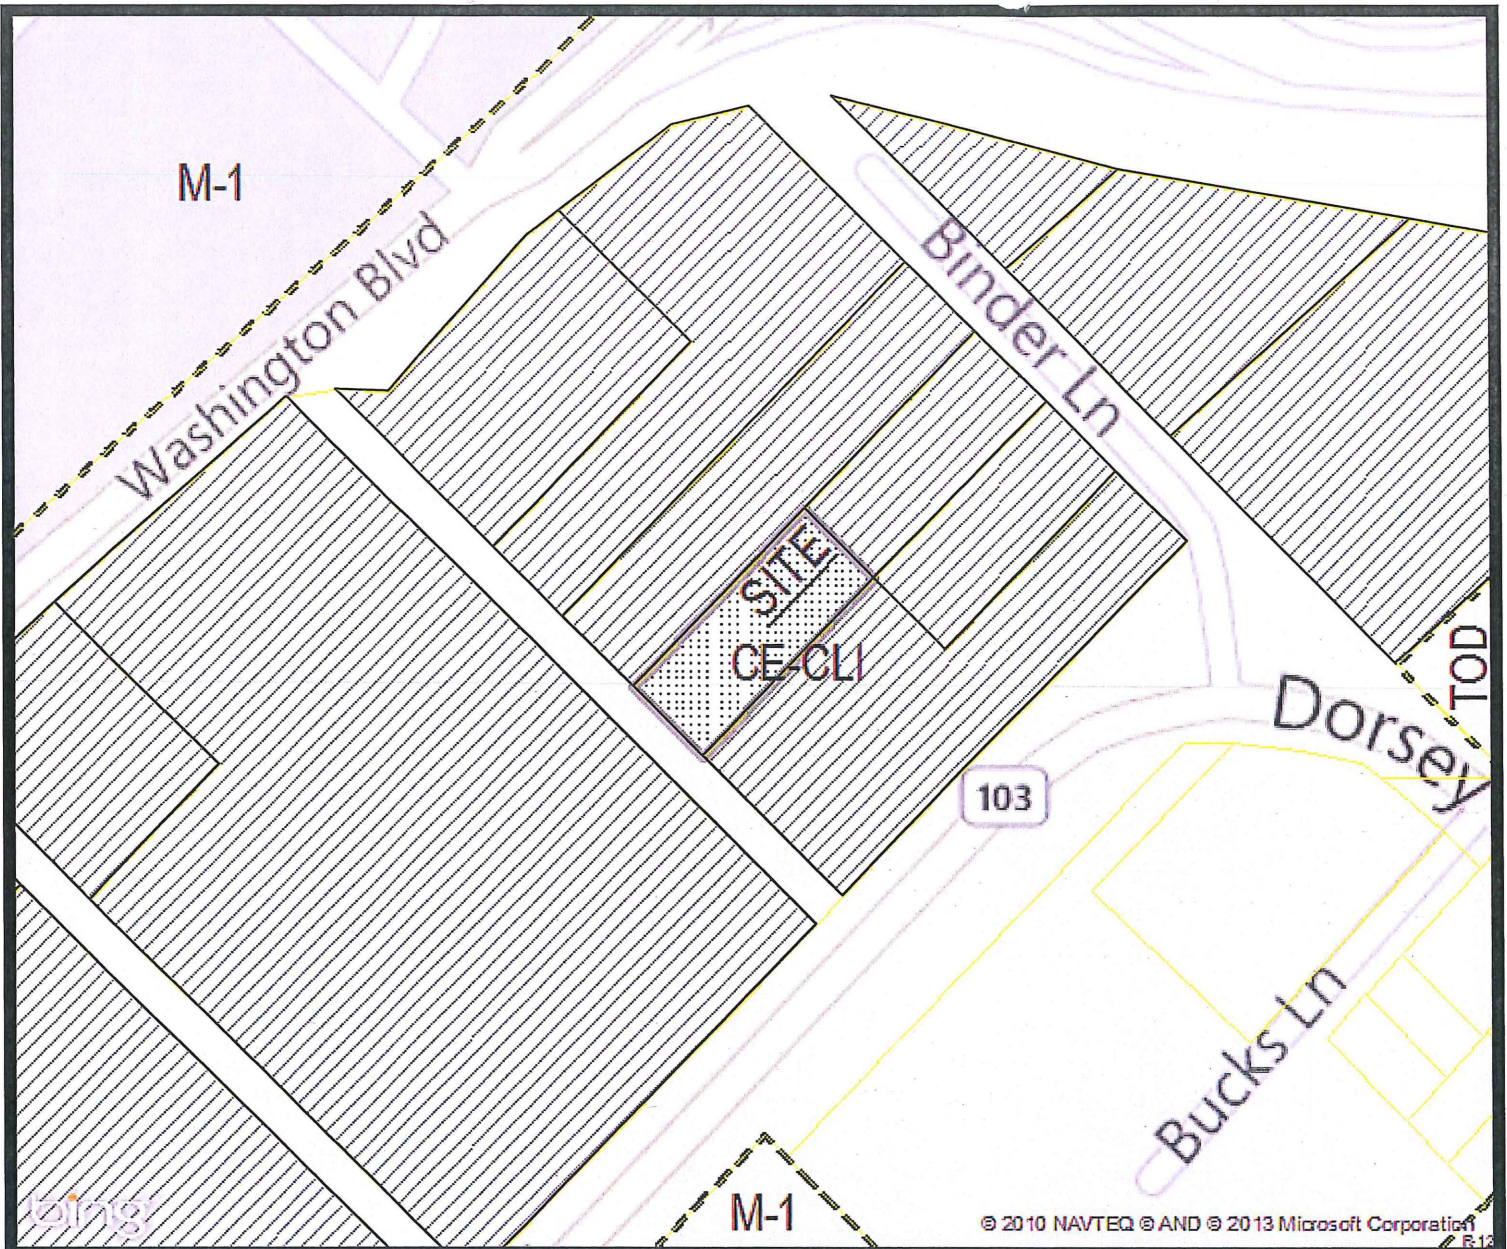 M-1
Washington Blvd
Binder Ln
SITE
CE-CLI
TOD
Dorsey
103
Bucks Ln
M-1
bing
© 2010 NAVTEQ © AND © 2013 Microsoft Corporation
R-12